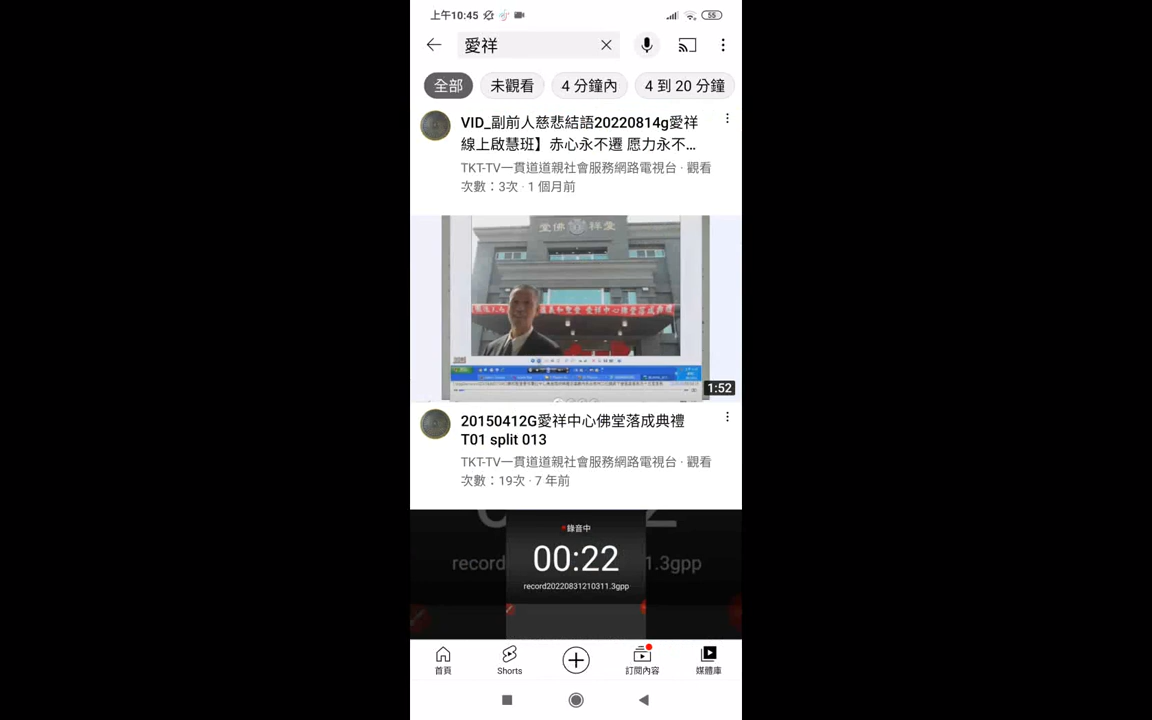 上午10:45
55
愛祥
全部
未觀看
4 分鐘內
4 到 20 分鐘
VID_副前人慈悲結語20220814g愛祥
線上啟慧班】赤心永不遷 愿力永不...
TKT-TV一貫道道親社會服務網路電視台 · 觀看
次數：3次 · 1 個月前
堂佛祥愛
1:52
20150412G愛祥中心佛堂落成典禮
T01 split 013
TKT-TV一貫道道親社會服務網路電視台 · 觀看
次數：19次 · 7 年前
錄音中
00:22
record
1.3gpp
record20220831210311.3gpp
首頁
Shorts
訂閱內容
媒體庫